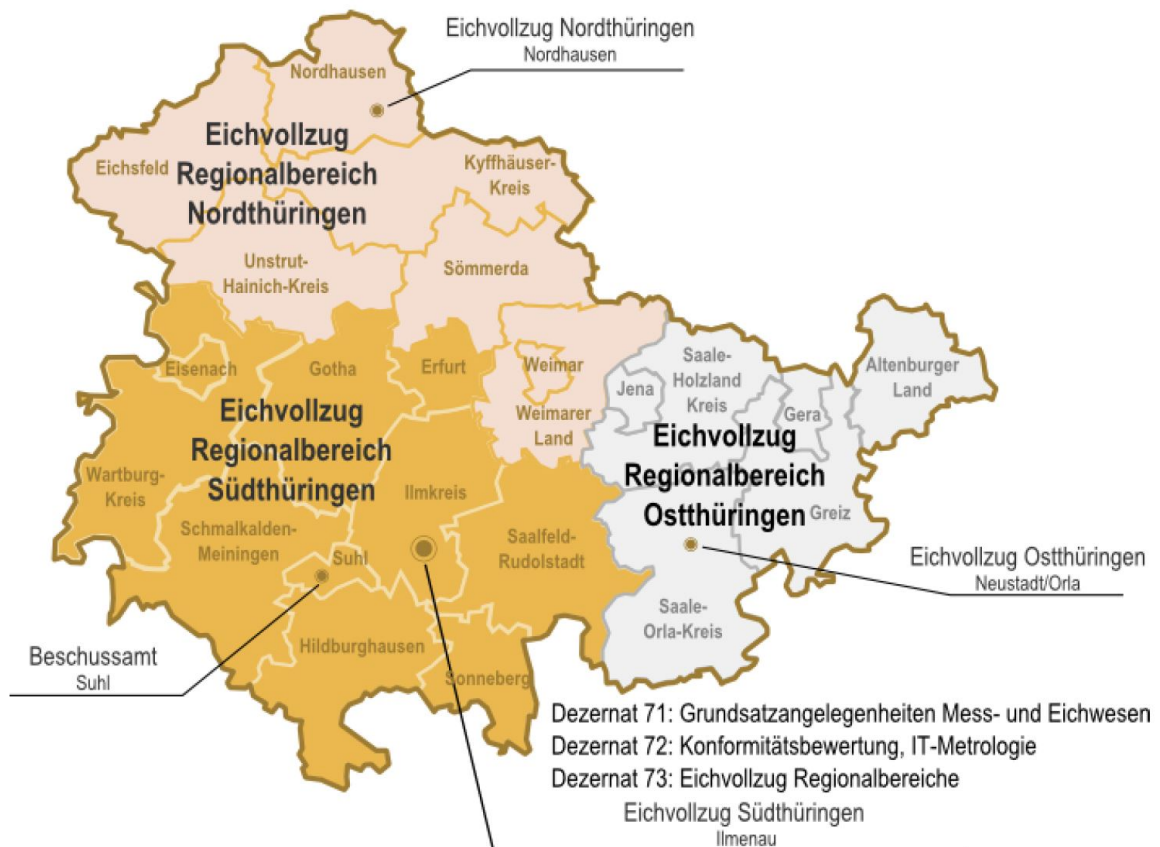 Eichvollzug Nordthüringen
Nordhausen
Nordhausen
Eichvollzug
Regionalbereich
Nordthüringen
Eichsfeld
Kyffhäuser-
Kreis
Unstrut-
Hainich-Kreis
Sömmerda
Eisenach
Gotha
Erfurt
Weimar
Weimarer
Land
Jena
Saale-
Holzland
Kreis
Gera
Altenburger
Land
Eichvollzug
Regionalbereich
Südthüringen
Eichvollzug
Regionalbereich
Ostthüringen
Wartburg-
Kreis
Ilmkreis
Schmalkalden-
Meiningen
Suhl
Saalfeld-
Rudolstadt
Greiz
Eichvollzug Ostthüringen
Neustadt/Orla
Saale-
Orla-Kreis
Hildburghausen
Sonneberg
Beschussamt
Suhl
Dezernat 71: Grundsatzangelegenheiten Mess- und Eichwesen
Dezernat 72: Konformitätsbewertung, IT-Metrologie
Dezernat 73: Eichvollzug Regionalbereiche
Eichvollzug Südthüringen
Ilmenau